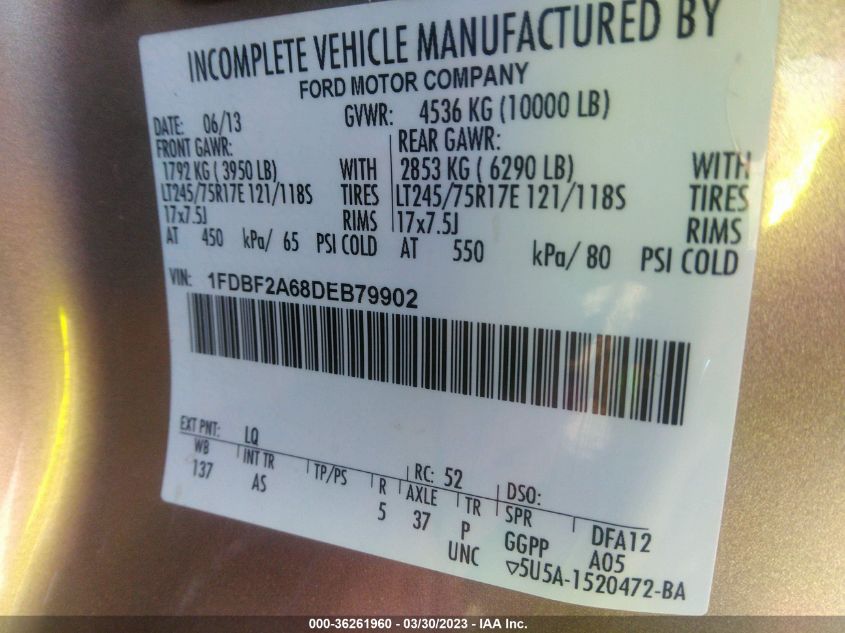 INCOMPLETE VEHICLE MANUFACTURED BY
FORD MOTOR COMPANY
DATE: 06/13 GVWR: 4536 KG (10000 LB)
FRONT GAWR: REAR GAWR:
1792 KG ( 3950 LB) WITH 2853 KG ( 6290 LB) WITH
LT245/75R17E 121/118S TIRES LT245/75R17E 121/118S TIRES
17x7.5J RIMS 17x7.5J RIMS
AT 450 kPa/ 65 PSI COLD AT 550 kPa/ 80 PSI COLD
VIN: 1FDBF2A68DEB79902
EXT PNT: LQ RC: 52 DSO:
WB INT TR TP/PS R AXLE TR SPR
137 AS 5 37 P GGPP DFA12
UNC A05
▽5U5A-1520472-BA
000-36261960 - 03/30/2023 - IAA Inc.